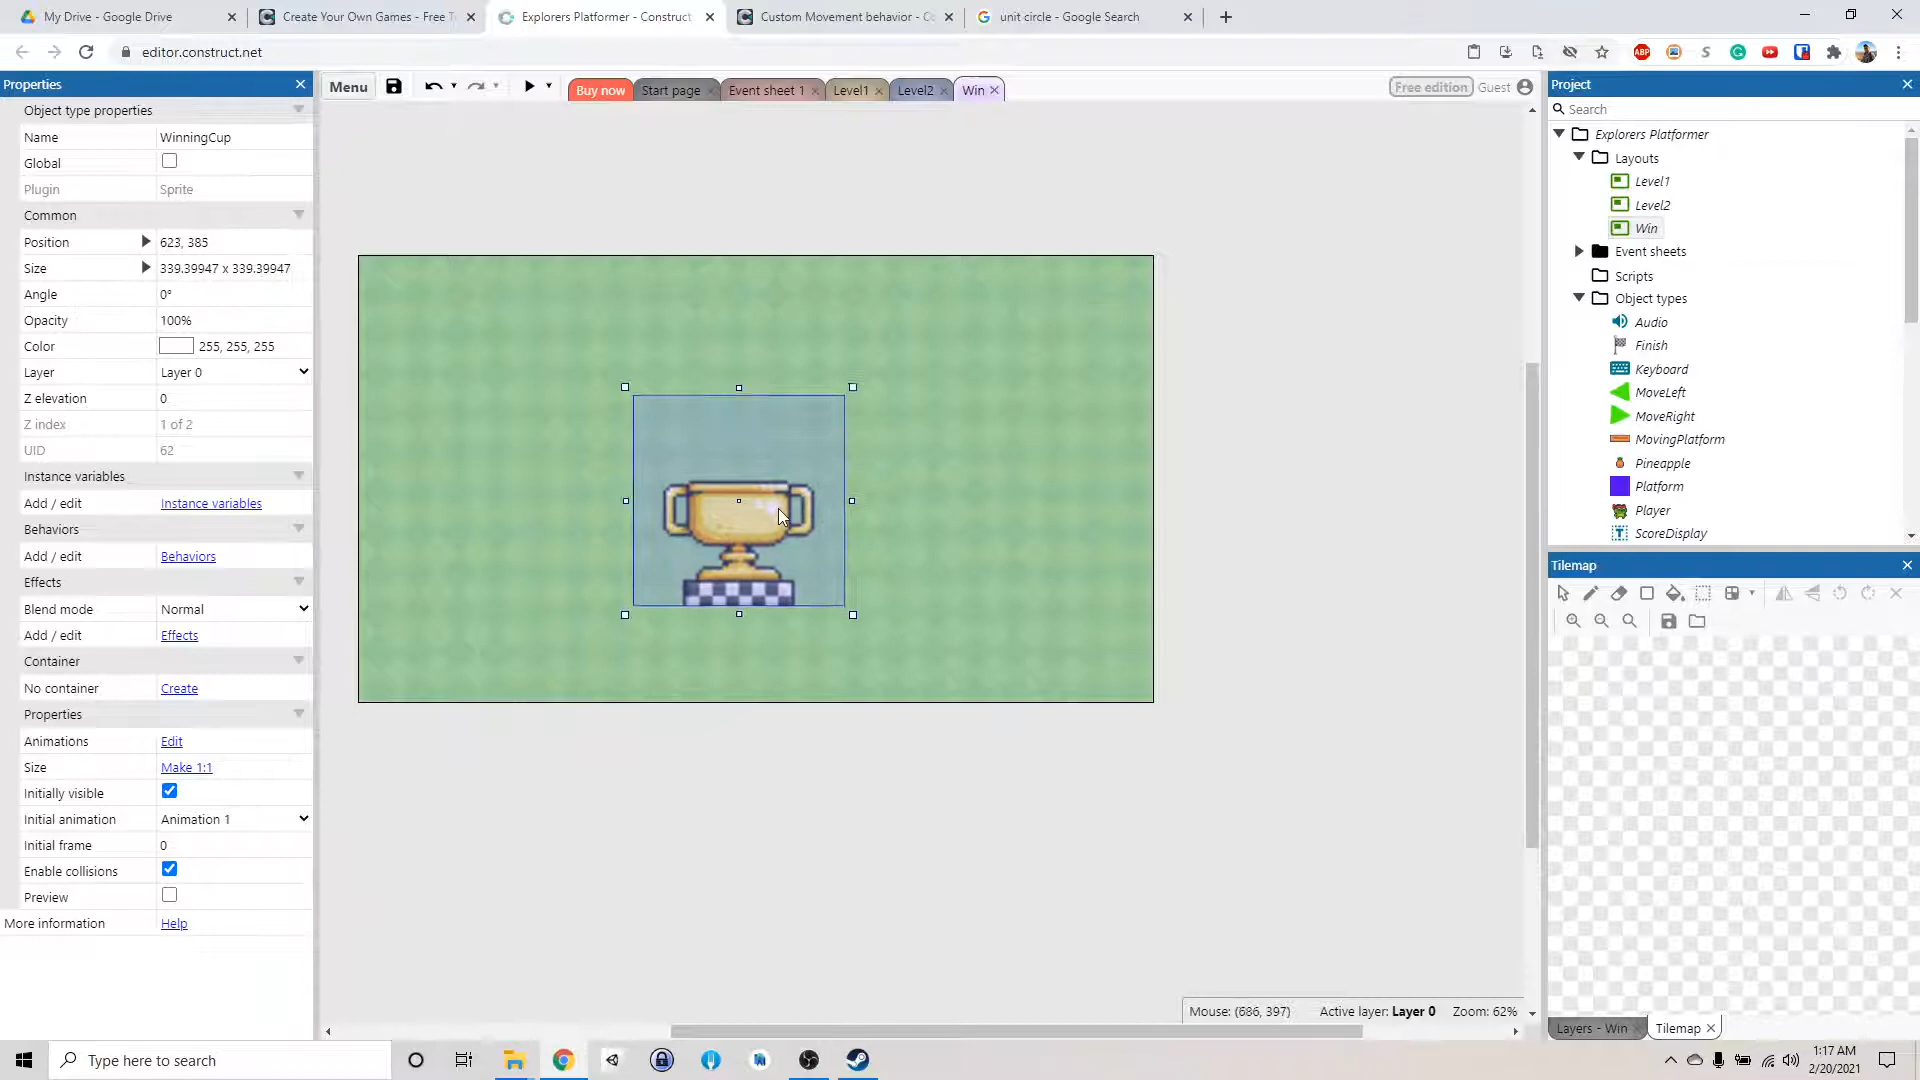 My Drive - Google Drive
Create Your Own Games - Free T
Explorers Platformer - Construct
Custom Movement behavior - Co
unit circle - Google Search
editor.construct.net
Properties
Menu
Buy now
Start page
Event sheet 1
Level1
Level2
Win
Free edition
Guest
Project
Object type properties
Name WinningCup
Global
Plugin Sprite
Common
Position 623, 385
Size 339.39947 x 339.39947
Angle 0°
Opacity 100%
Color 255, 255, 255
Layer Layer 0
Z elevation 0
Z index 1 of 2
UID 62
Instance variables
Add / edit Instance variables
Behaviors
Add / edit Behaviors
Effects
Blend mode Normal
Add / edit Effects
Container
No container Create
Properties
Animations Edit
Size Make 1:1
Initially visible
Initial animation Animation 1
Initial frame 0
Enable collisions
Preview
More information Help
Search
Explorers Platformer
Layouts
Level1
Level2
Win
Event sheets
Scripts
Object types
Audio
Finish
Keyboard
MoveLeft
MoveRight
MovingPlatform
Pineapple
Platform
Player
ScoreDisplay
Tilemap
Mouse: (686, 397)
Active layer: Layer 0
Zoom: 62%
Layers - Win
Tilemap
Type here to search
1:17 AM
2/20/2021